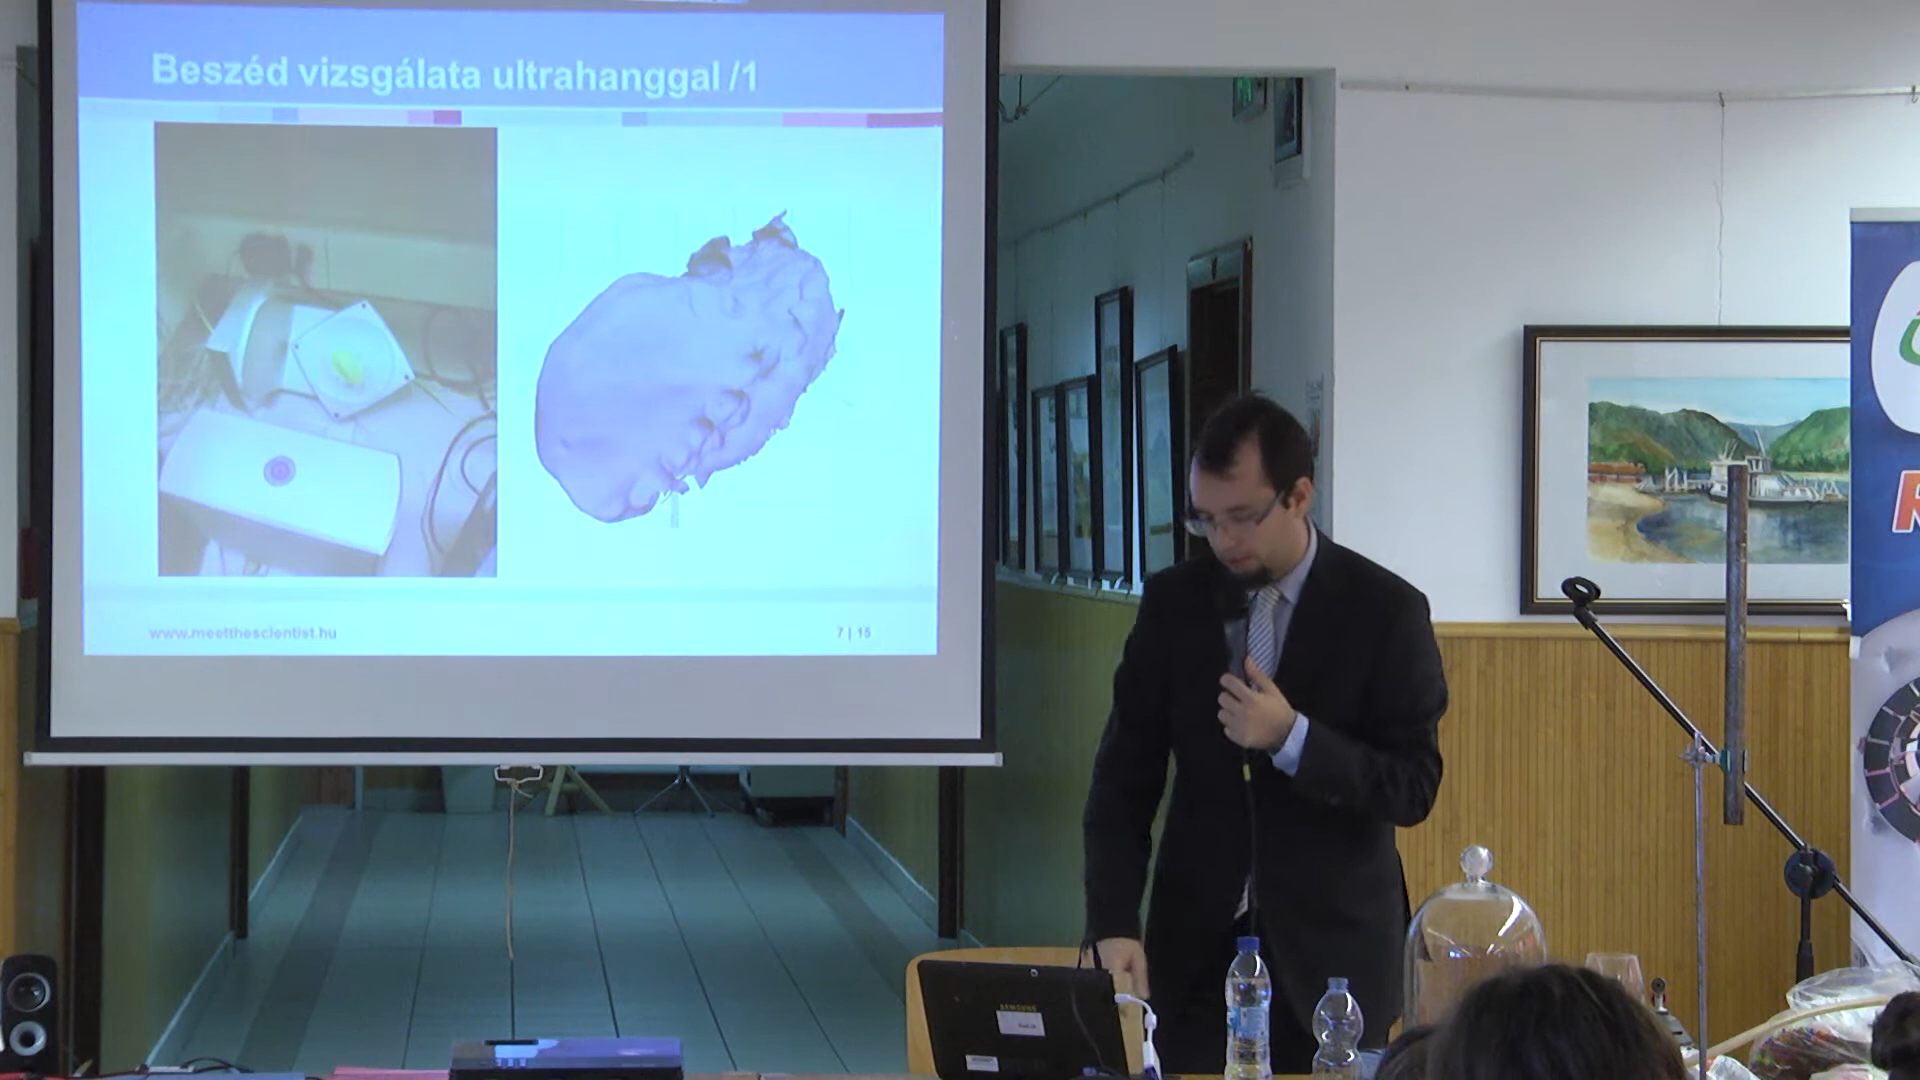 Beszéd vizsgálata ultrahanggal /1
www.meetthescientist.hu
7 | 15
SAMSUNG
R